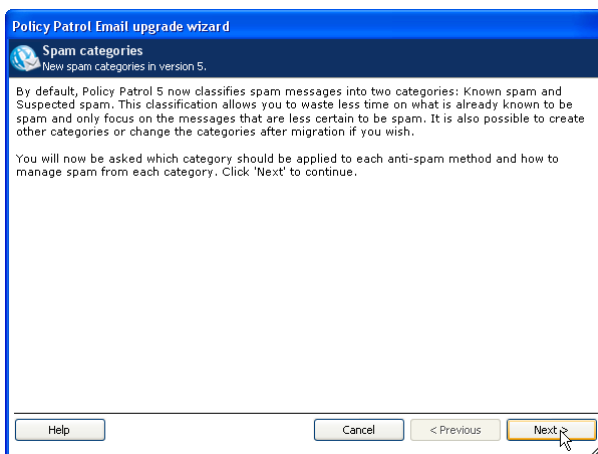 Policy Patrol Email upgrade wizard
Spam categories
New spam categories in version 5.
By default, Policy Patrol 5 now classifies spam messages into two categories: Known spam and
Suspected spam. This classification allows you to waste less time on what is already known to be
spam and only focus on the messages that are less certain to be spam. It is also possible to create
other categories or change the categories after migration if you wish.
You will now be asked which category should be applied to each anti-spam method and how to
manage spam from each category. Click 'Next' to continue.
Help Cancel < Previous Next >